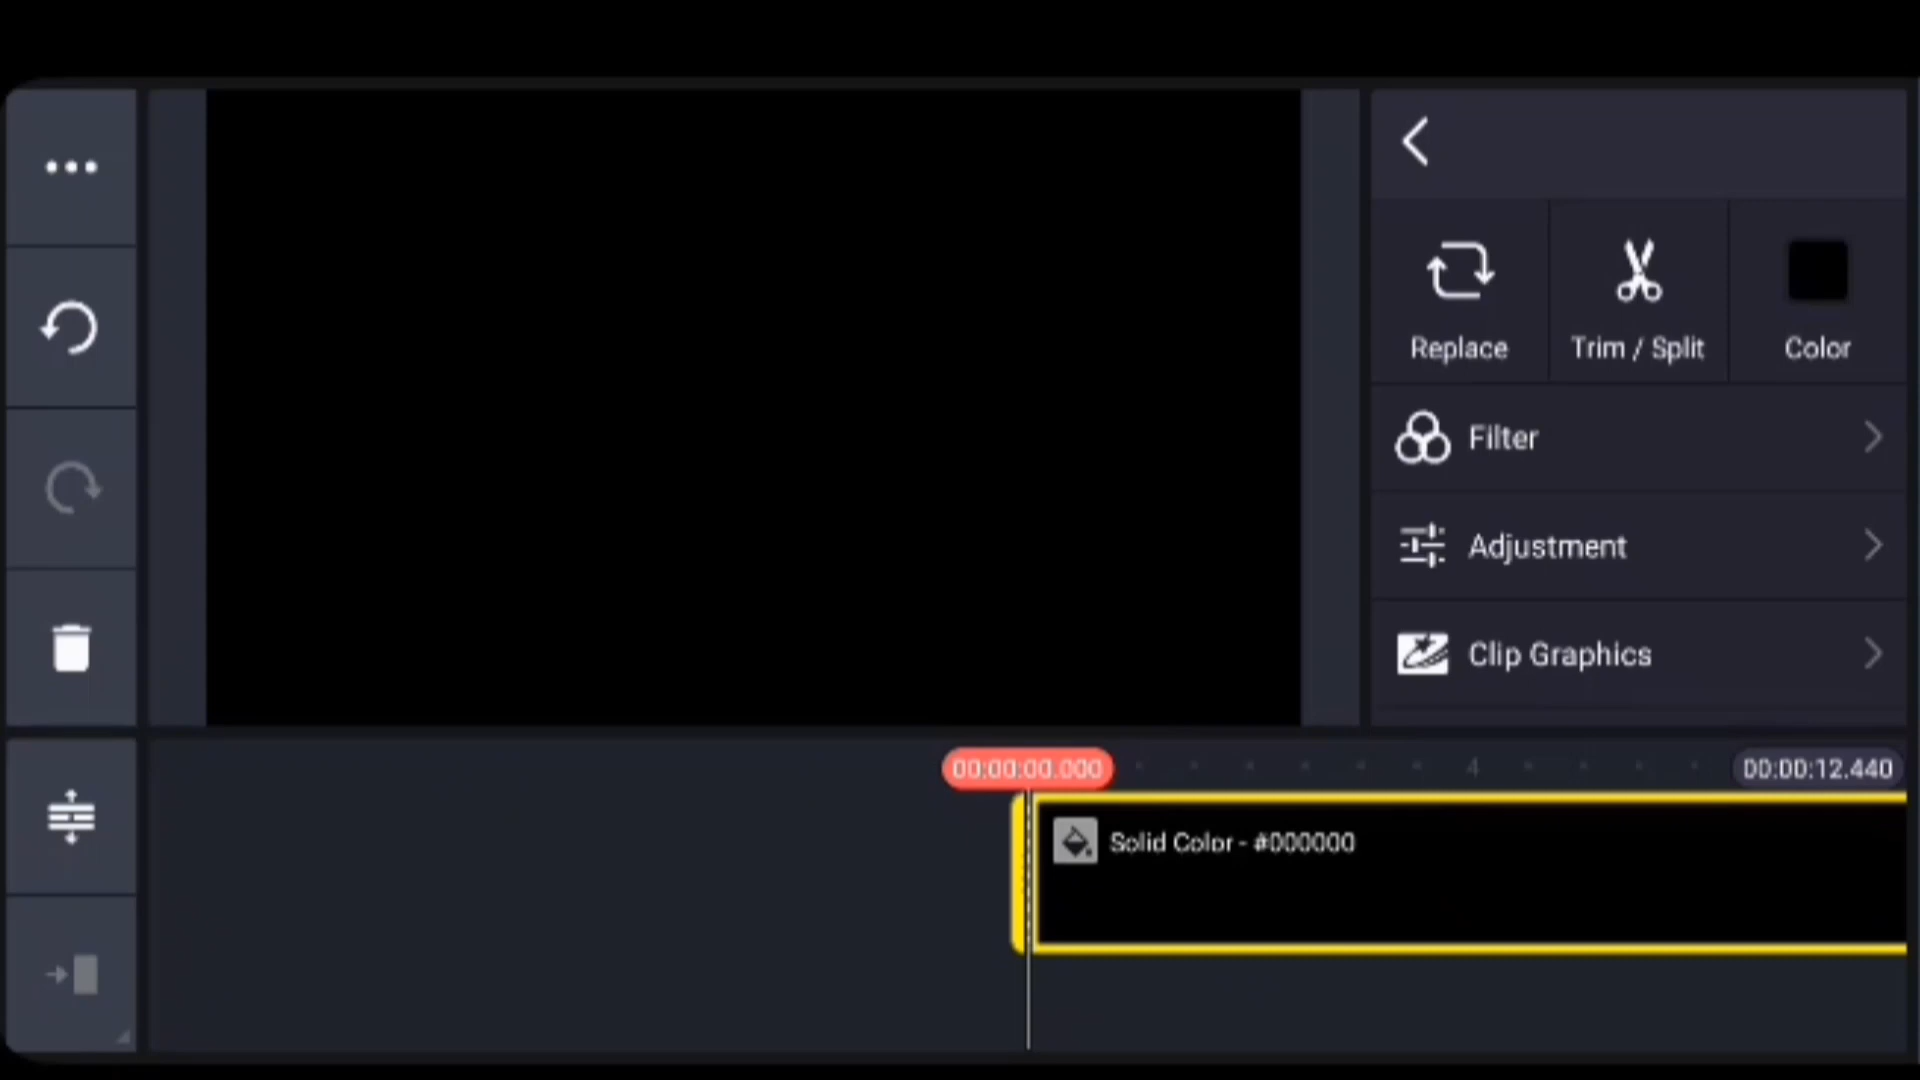 Replace
Trim / Split
Color
Filter
Adjustment
Clip Graphics
00:00:00.000
4
00:00:12.440
Solid Color - #000000